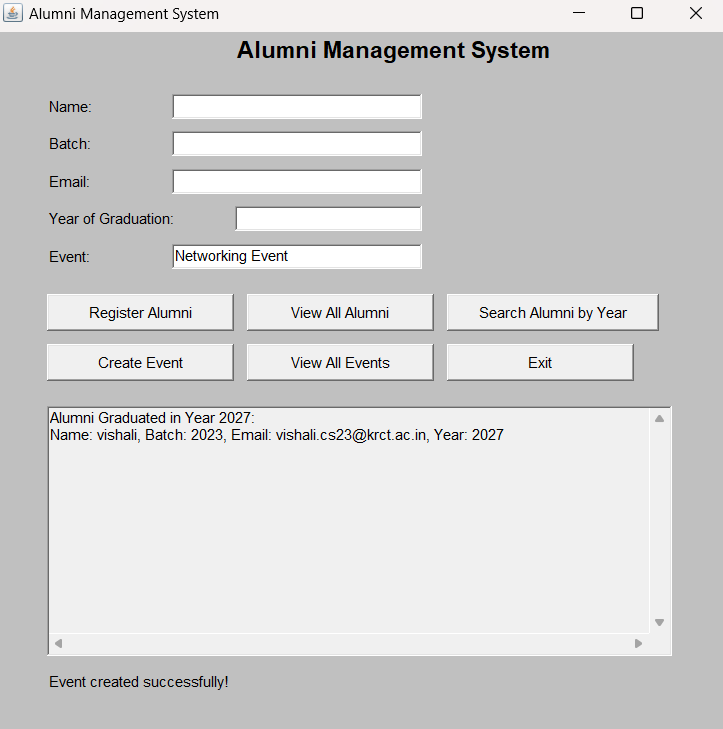 Alumni Management System
Alumni Management System
Name:
Batch:
Email:
Year of Graduation:
Event: Networking Event
Register Alumni View All Alumni Search Alumni by Year
Create Event View All Events Exit
Alumni Graduated in Year 2027:
Name: vishali, Batch: 2023, Email: vishali.cs23@krct.ac.in, Year: 2027
Event created successfully!